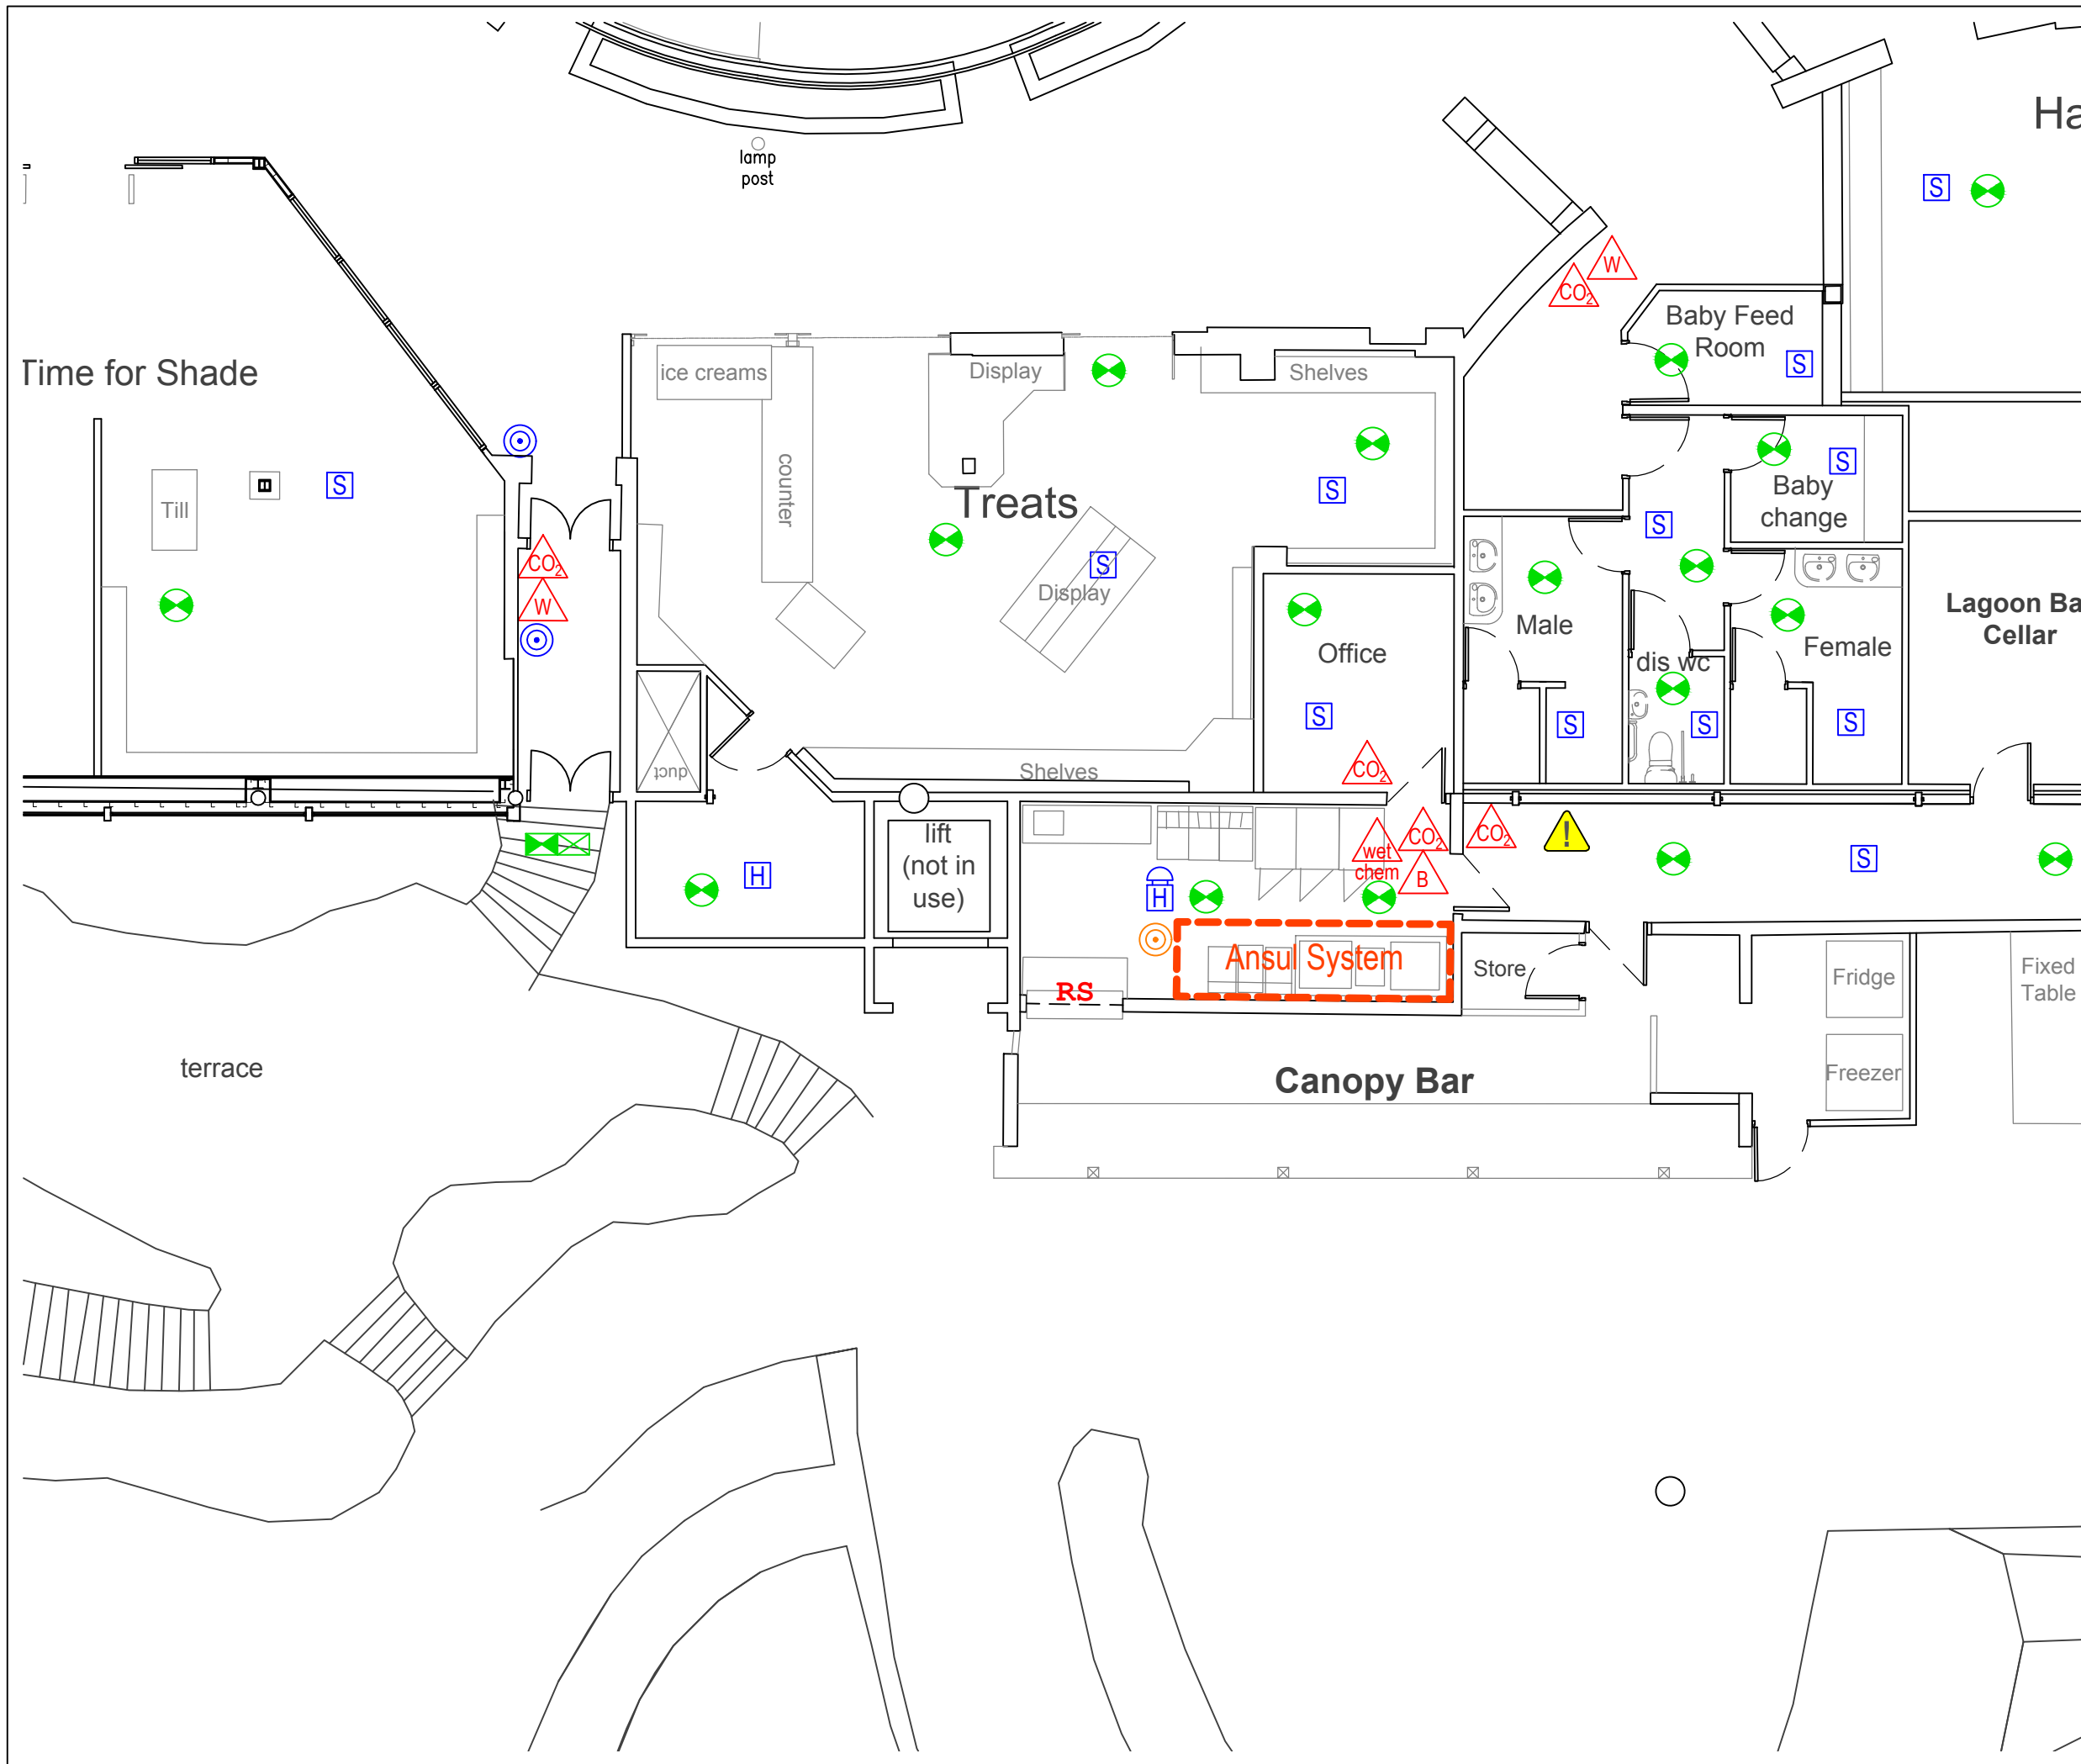 Ha
lamp
post
S
W
CO2
Baby Feed
Room
S
Time for Shade
ice creams
Display
Shelves
counter
S
Till
S
Treats
S
Baby
change
S
S
CO2
W
S
Display
Office
Male
dis wc
Female
Lagoon Ba
Cellar
S
S
S
S
duct
Shelves
CO2
lift
(not in
use)
wet
chem
CO2
B
CO2
!
S
H
H
Ansul System
RS
Store
Fridge
Fixed
Table
Freezer
terrace
Canopy Bar